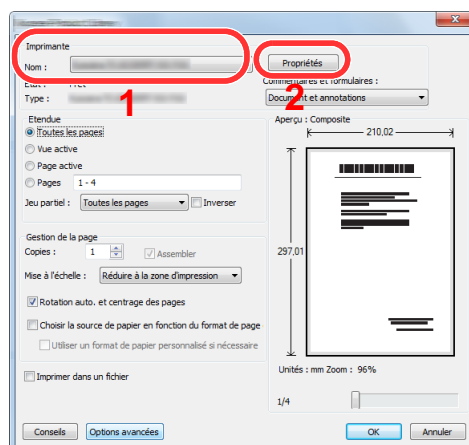 Imprimante
Nom :
Propriétés
Commentaires et formulaires :
Type :
1
2
Document et annotations
Etendue
Toutes les pages
Vue active
Page active
Pages 1 - 4
Jeu partiel : Toutes les pages Inverser
Aperçu : Composite
210,02
297,01
Gestion de la page
Copies : 1 Assembler
Mise à l'échelle : Réduire à la zone d'impression
Rotation auto. et centrage des pages
Choisir la source de papier en fonction du format de page
Utiliser un format de papier personnalisé si nécessaire
Imprimer dans un fichier
Unités : mm Zoom : 96%
1/4
Conseils Options avancées OK Annuler